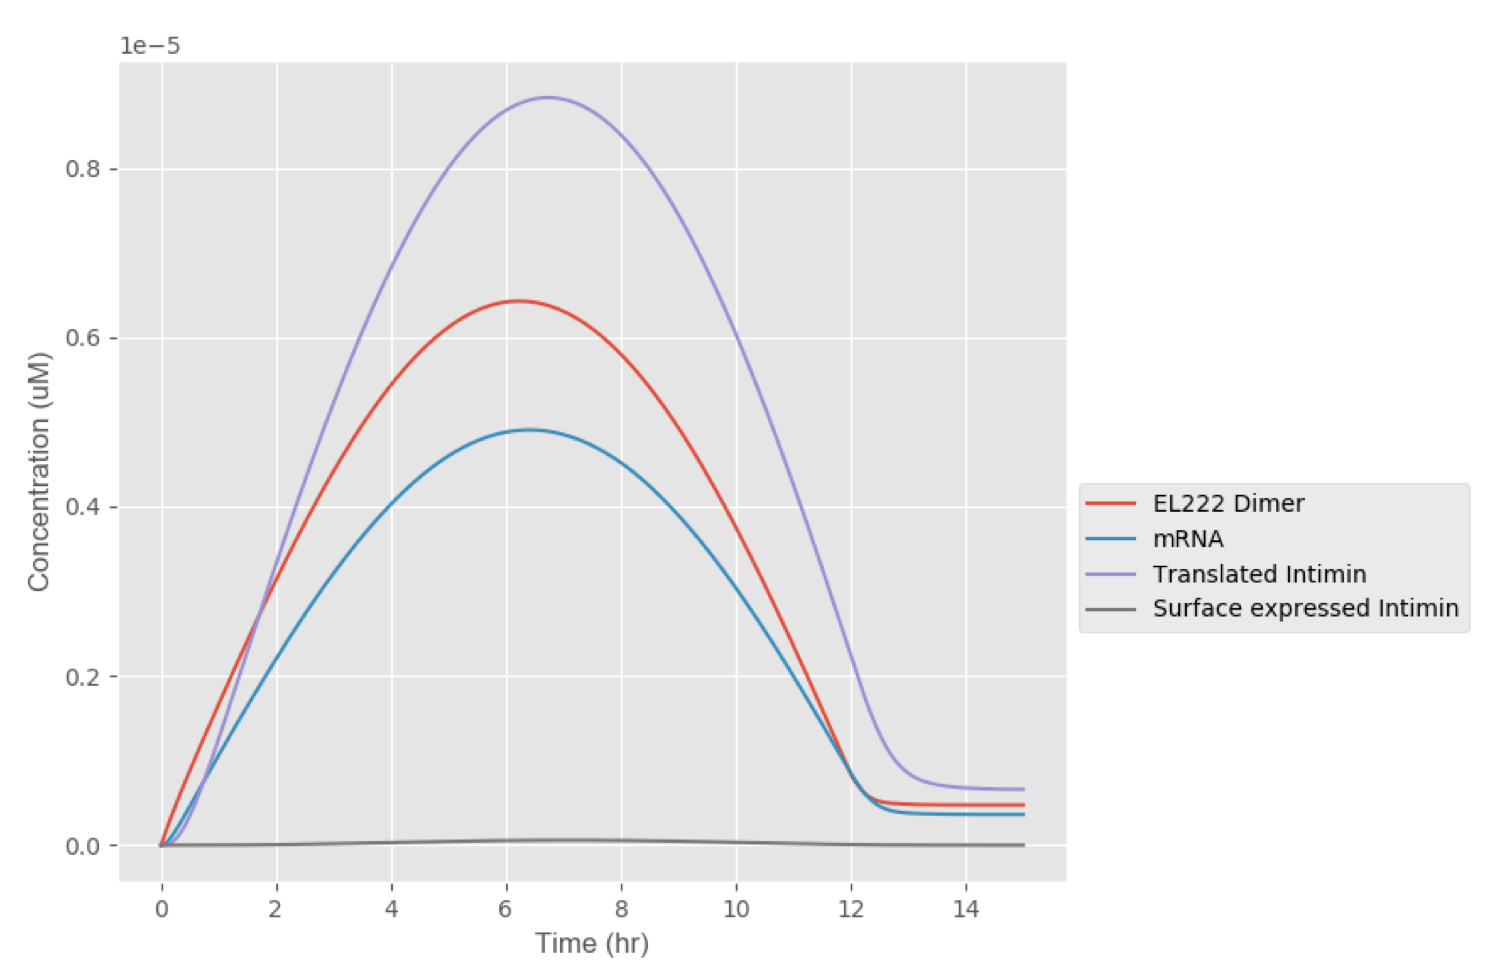 1e−5
0.8
0.6
0.4
0.2
0.0
Concentration (uM)
0 2 4 6 8 10 12 14
Time (hr)
EL222 Dimer
mRNA
Translated Intimin
Surface expressed Intimin